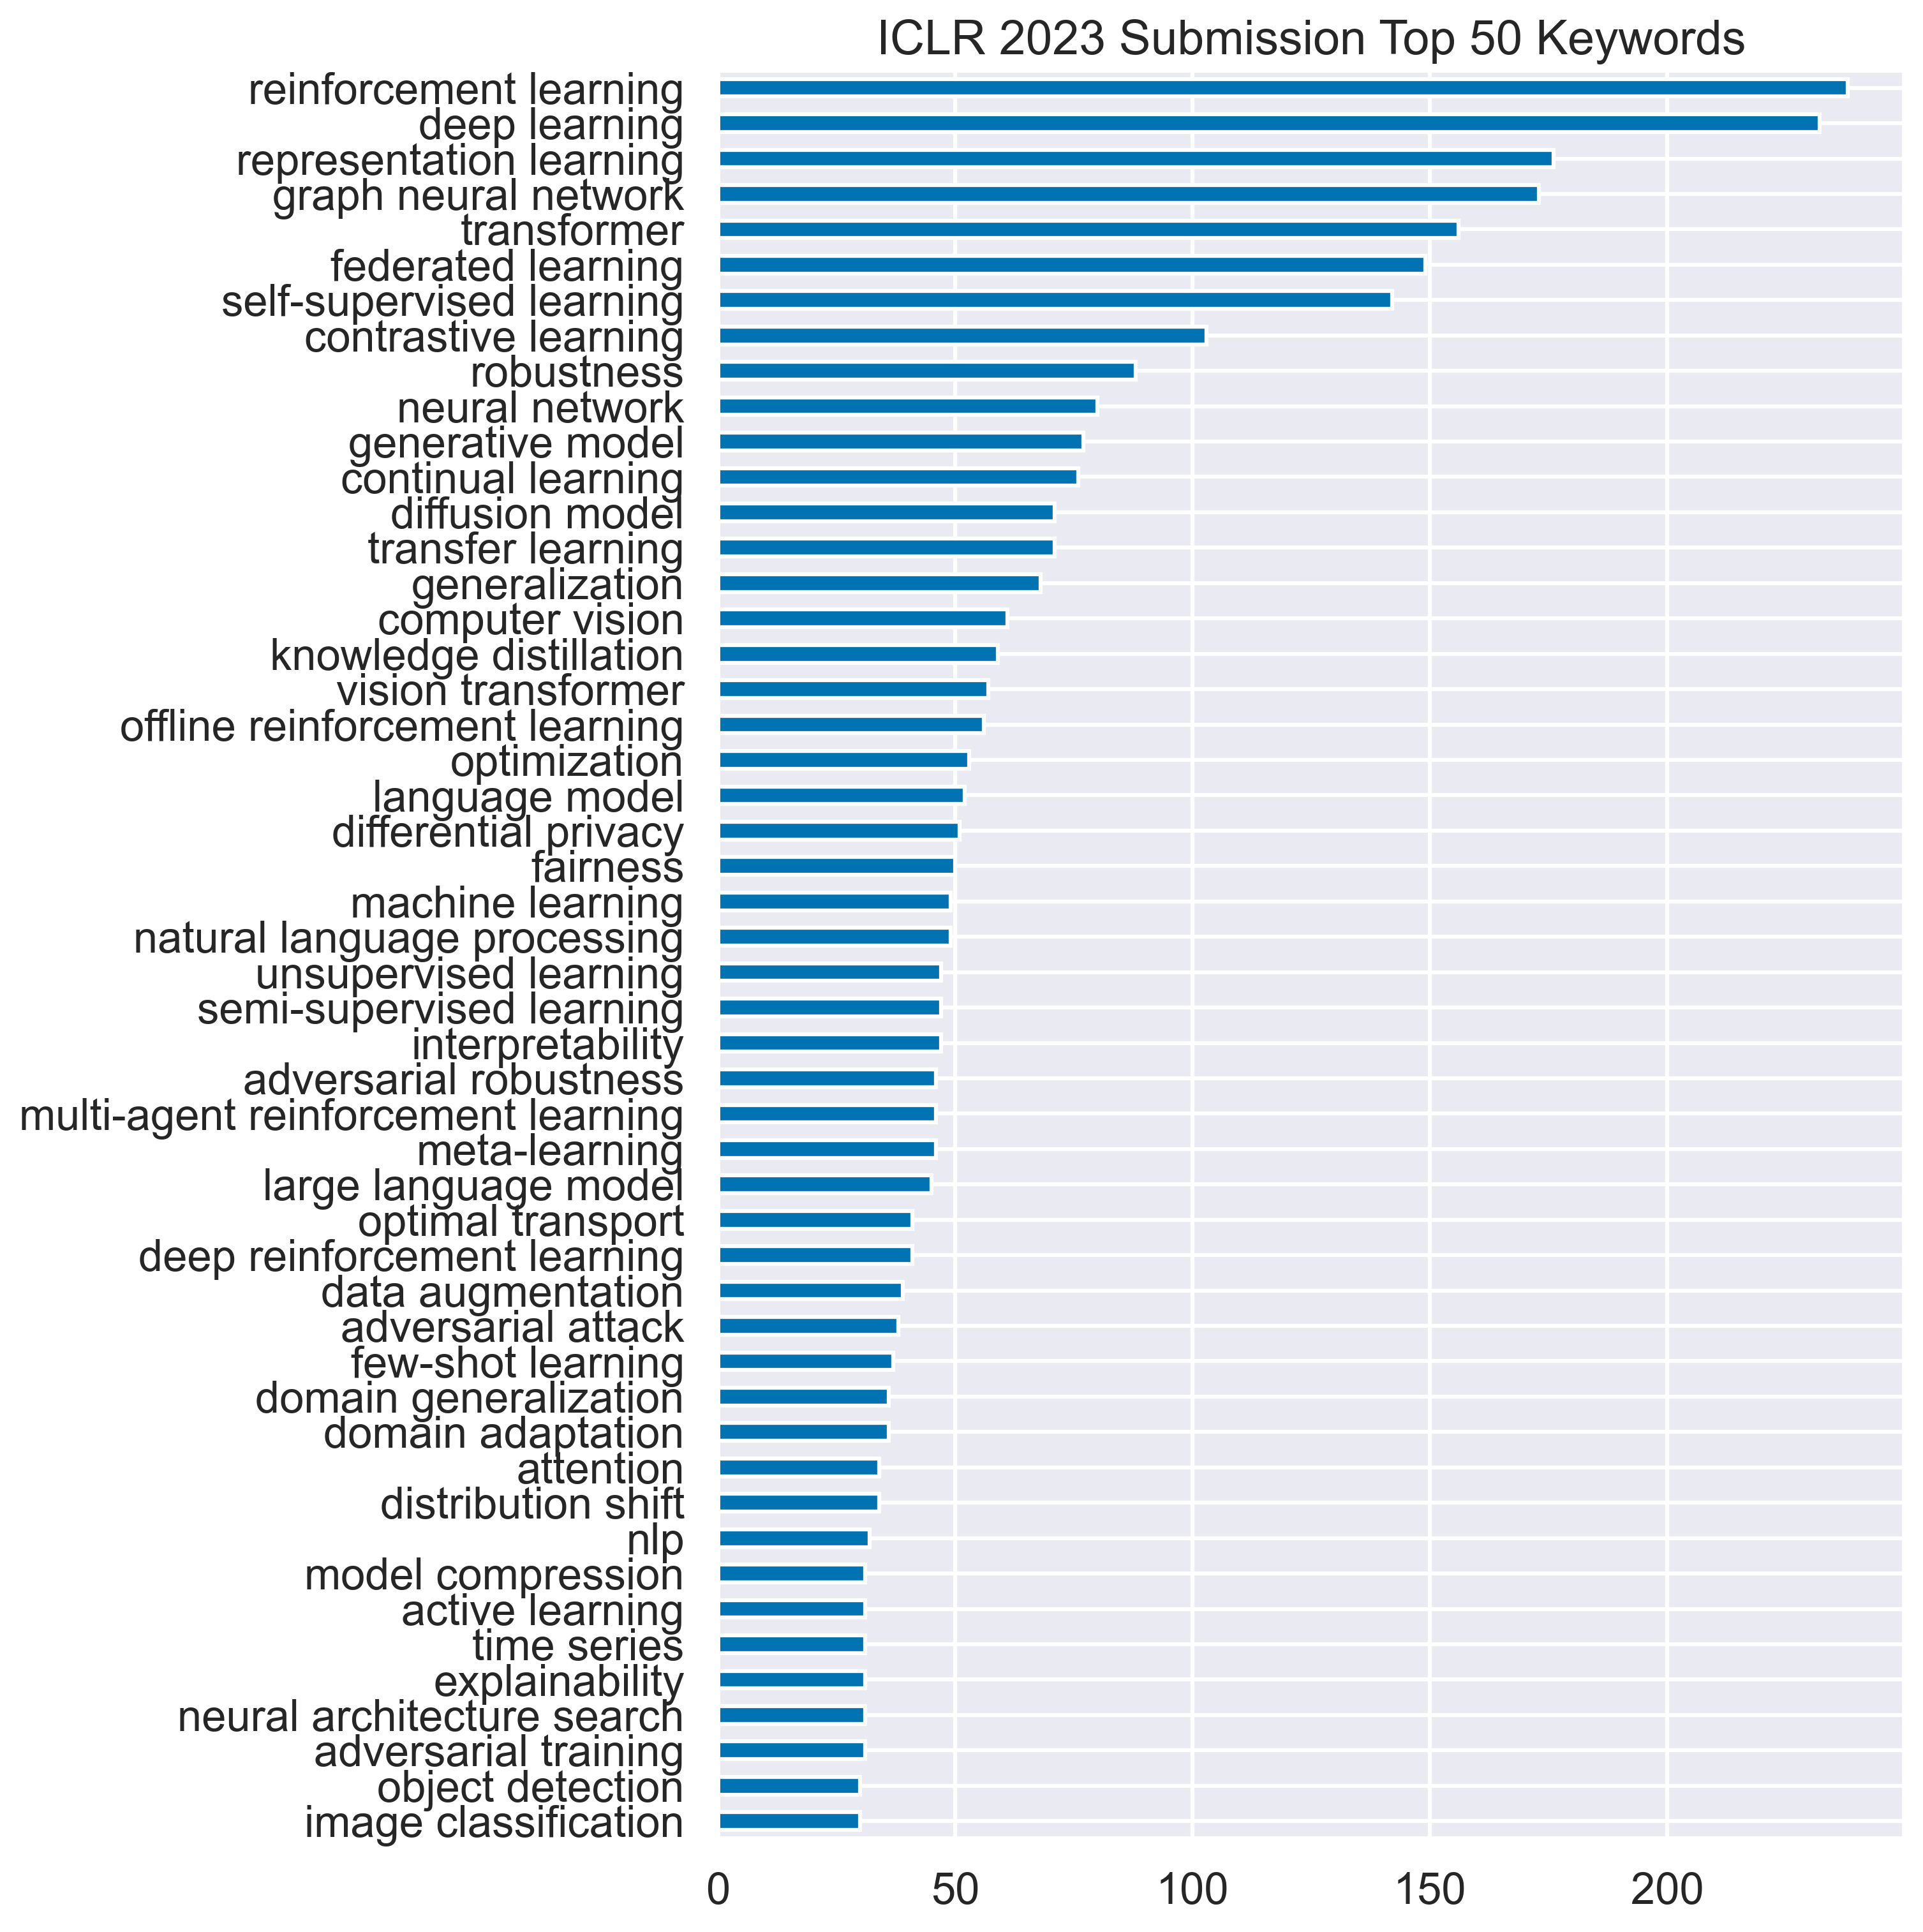 ICLR 2023 Submission Top 50 Keywords
reinforcement learning
deep learning
representation learning
graph neural network
transformer
federated learning
self-supervised learning
contrastive learning
robustness
neural network
generative model
continual learning
diffusion model
transfer learning
generalization
computer vision
knowledge distillation
vision transformer
offline reinforcement learning
optimization
language model
differential privacy
fairness
machine learning
natural language processing
unsupervised learning
semi-supervised learning
interpretability
adversarial robustness
multi-agent reinforcement learning
meta-learning
large language model
optimal transport
deep reinforcement learning
data augmentation
adversarial attack
few-shot learning
domain generalization
domain adaptation
attention
distribution shift
nlp
model compression
active learning
time series
explainability
neural architecture search
adversarial training
object detection
image classification
0 50 100 150 200